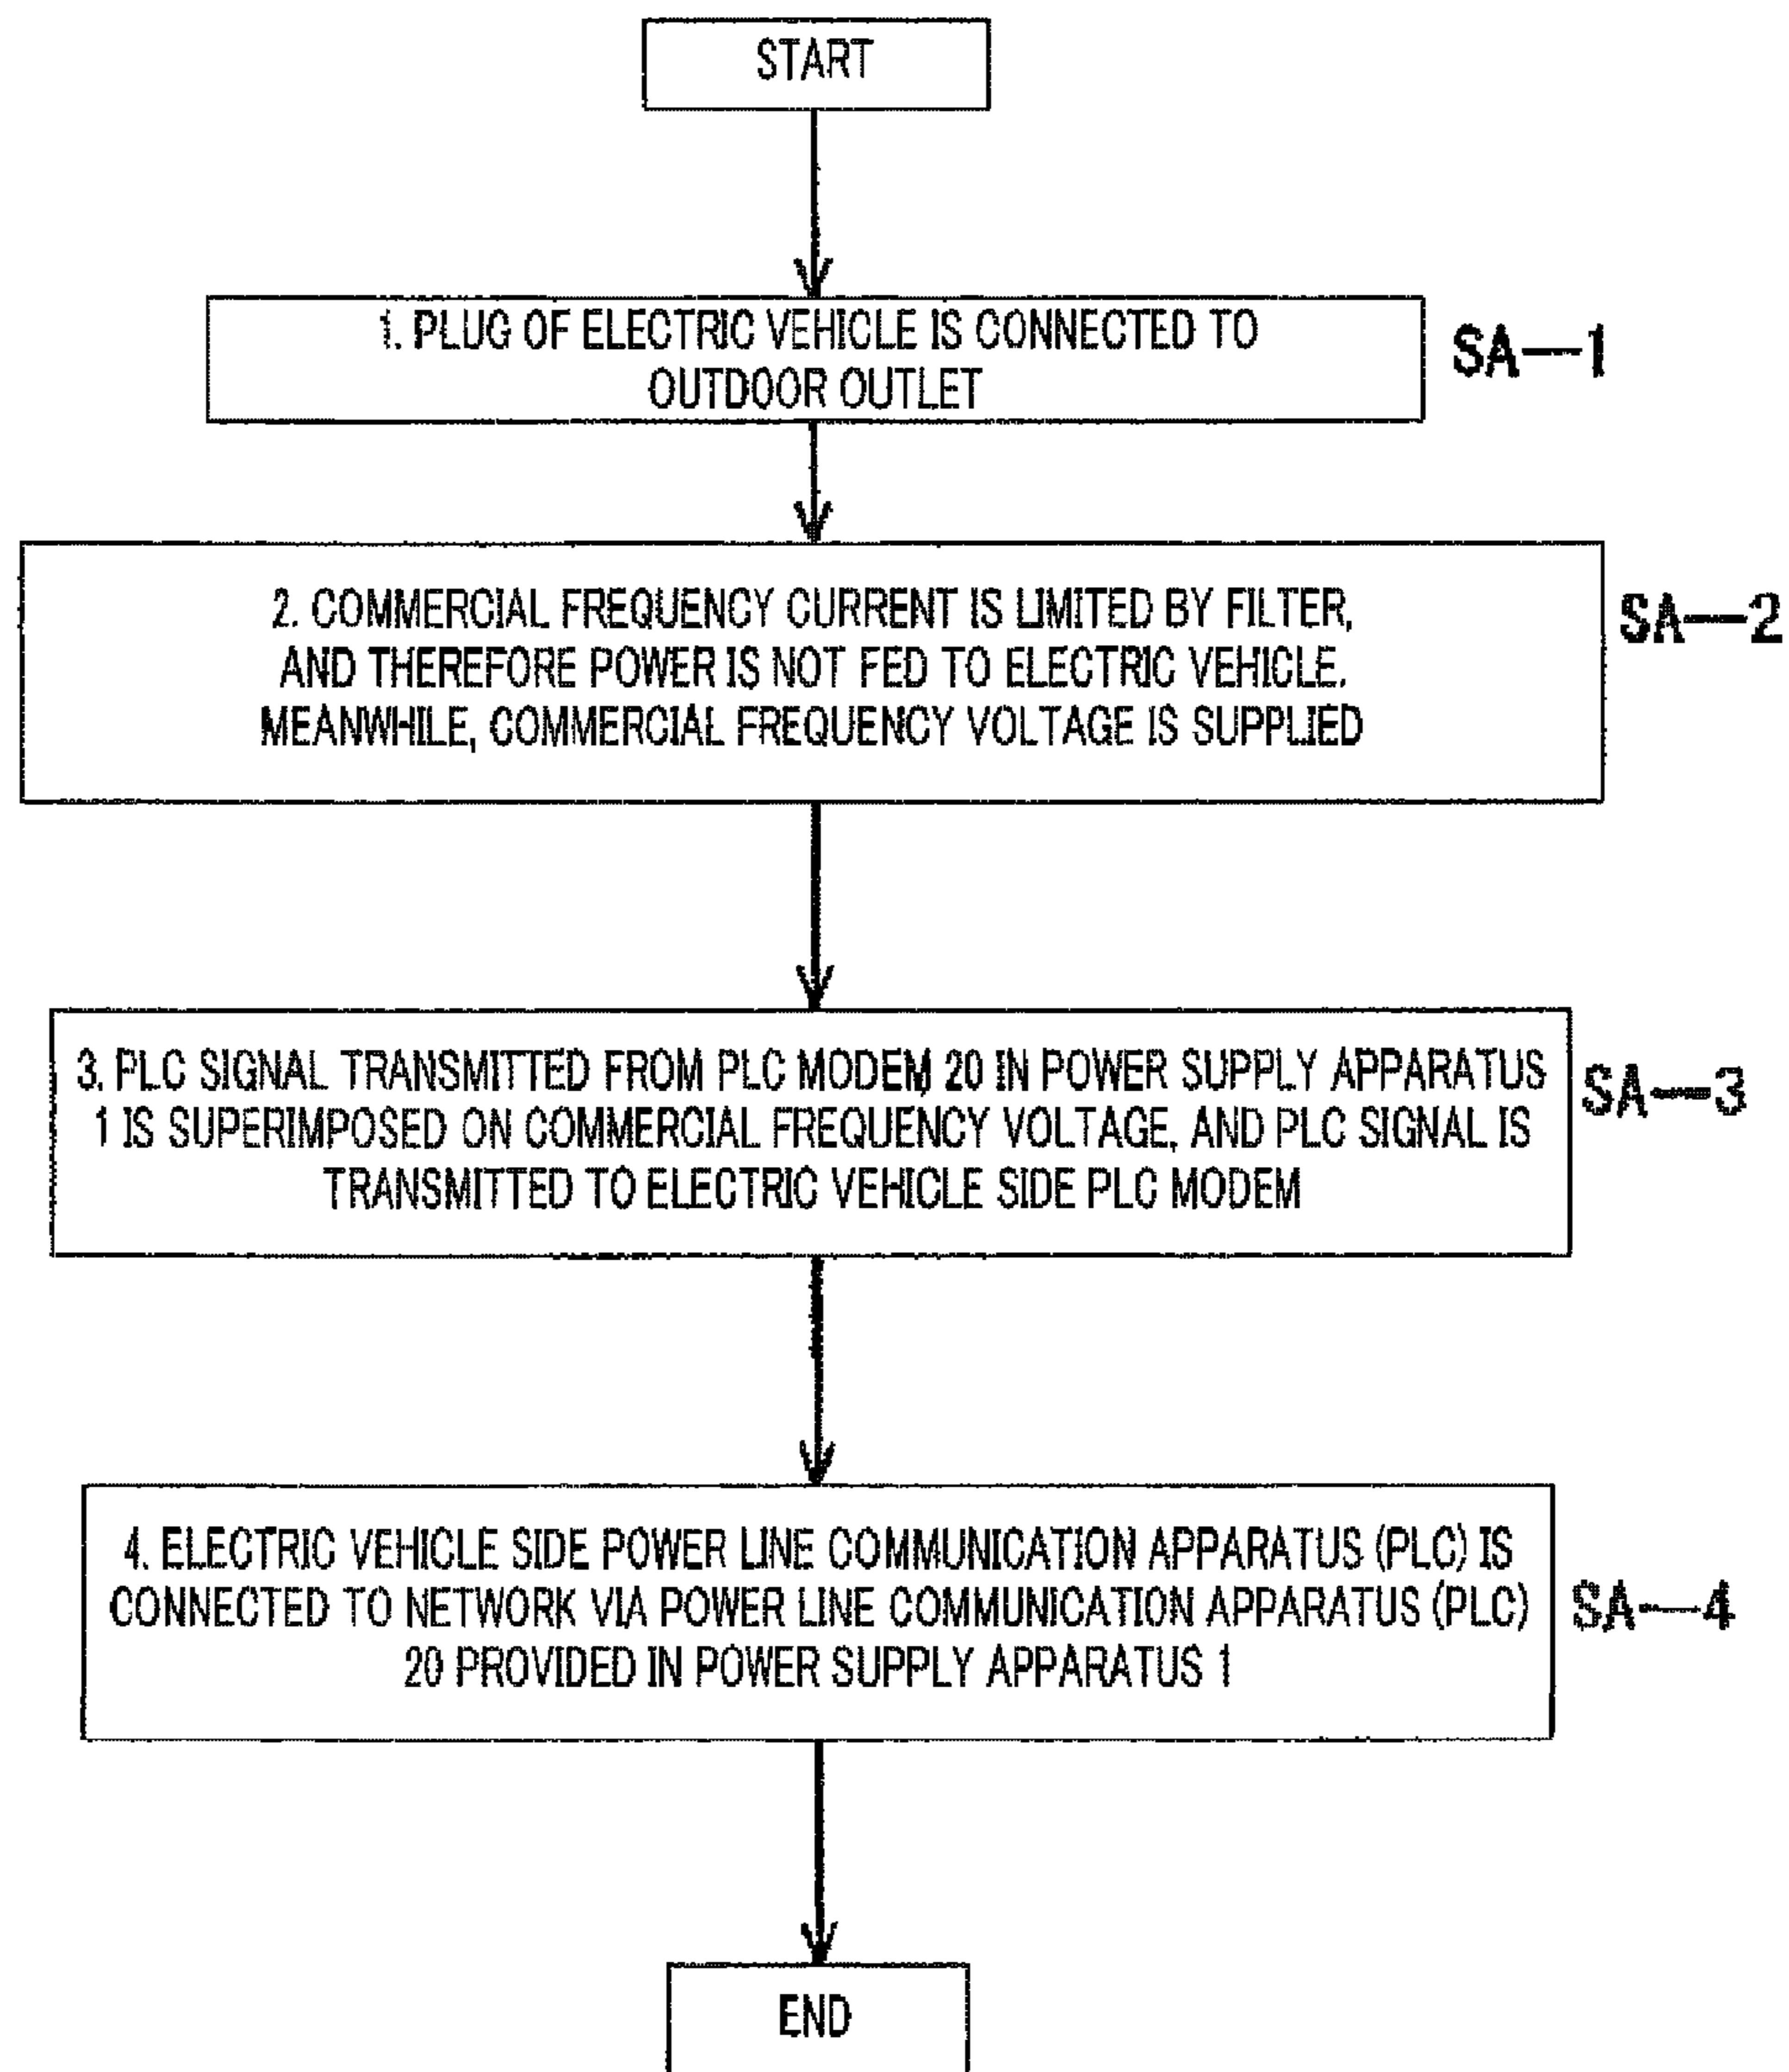 START
1. PLUG OF ELECTRIC VEHICLE IS CONNECTED TO
OUTDOOR OUTLET
SA—1
2. COMMERCIAL FREQUENCY CURRENT IS LIMITED BY FILTER,
AND THEREFORE POWER IS NOT FED TO ELECTRIC VEHICLE.
MEANWHILE, COMMERCIAL FREQUENCY VOLTAGE IS SUPPLIED
SA—2
3. PLC SIGNAL TRANSMITTED FROM PLC MODEM 20 IN POWER SUPPLY APPARATUS
1 IS SUPERIMPOSED ON COMMERCIAL FREQUENCY VOLTAGE, AND PLC SIGNAL IS
TRANSMITTED TO ELECTRIC VEHICLE SIDE PLC MODEM
SA—3
4. ELECTRIC VEHICLE SIDE POWER LINE COMMUNICATION APPARATUS (PLC) IS
CONNECTED TO NETWORK VIA POWER LINE COMMUNICATION APPARATUS (PLC)
20 PROVIDED IN POWER SUPPLY APPARATUS 1
SA—4
END